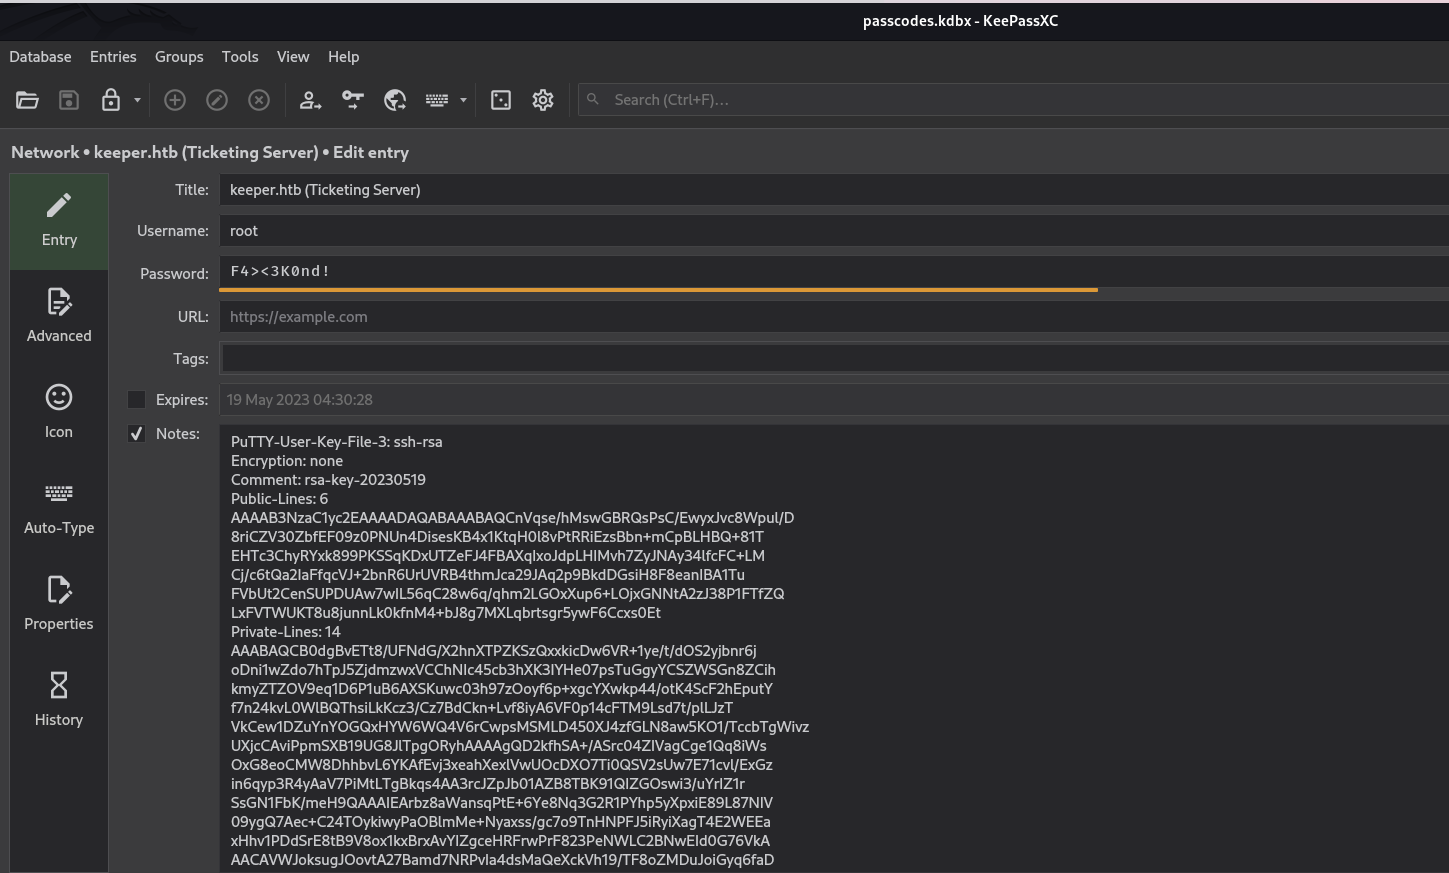 passcodes.kdbx - KeePassXC
Database Entries Groups Tools View Help
Search (Ctrl+F)...
Network • keeper.htb (Ticketing Server) • Edit entry
Entry
Advanced
Icon
Auto-Type
Properties
History
Title: keeper.htb (Ticketing Server)
Username: root
Password: F4><3K0nd!
URL: https://example.com
Tags:
Expires: 19 May 2023 04:30:28
Notes:
PuTTY-User-Key-File-3: ssh-rsa
Encryption: none
Comment: rsa-key-20230519
Public-Lines: 6
AAAAB3NzaC1yc2EAAAADAQABAAABAQCnVqse/hMswGBRQsPsC/EwyxJvc8Wpul/D
8riCZV30ZbfEF09z0PNUn4DisesKB4x1KtqH0l8vPtRRiEzsBbn+mCpBLHBQ+81T
EHTc3ChyRYxk899PKSSqKDxUTZeFJ4FBAXqIxoJdpLHIMvh7ZyJNAy34lfcFC+LM
Cj/c6tQa2IaFfqcVJ+2bnR6UrUVRB4thmJca29JAq2p9BkdDGsiH8F8eanIBA1Tu
FVbUt2CenSUPDUAw7wIL56qC28w6q/qhm2LGOxXup6+LOjxGNNtA2zJ38P1FTfZQ
LxFVTWUKT8u8junnLk0kfnM4+bJ8g7MXLqbrtsgr5ywF6Ccxs0Et
Private-Lines: 14
AAABAQCB0dgBvETt8/UFNdG/X2hnXTPZKSzQxxkicDw6VR+1ye/t/dOS2yjbnr6j
oDni1wZdo7hTpJ5ZjdmzwxVCChNIc45cb3hXK3IYHe07psTuGgyYCSZWSGn8ZCih
kmyZTZOV9eq1D6P1uB6AXSKuwc03h97zOoyf6p+xgcYXwkp44/otK4ScF2hEputY
f7n24kvL0WlBQThsiLkKcz3/Cz7BdCkn+Lvf8iyA6VF0p14cFTM9Lsd7t/plLJzT
VkCew1DZuYnYOGQxHYW6WQ4V6rCwpsMSMLD450XJ4zfGLN8aw5KO1/TccbTgWivz
UXjcCAviPpmSXB19UG8JlTpgORyhAAAAgQD2kfhSA+/ASrc04ZIVagCge1Qq8iWs
OxG8eoCMW8DhhbvL6YKAfEvj3xeahXexlVwUOcDXO7Ti0QSV2sUw7E71cvl/ExGz
in6qyp3R4yAaV7PiMtLTgBkqs4AA3rcJZpJb01AZB8TBK91QIZGOswi3/uYrIZ1r
SsGN1FbK/meH9QAAAIEArbz8aWansqPtE+6Ye8Nq3G2R1PYhp5yXpxiE89L87NIV
09ygQ7Aec+C24TOykiwyPaOBlmMe+Nyaxss/gc7o9TnHNPFJ5iRyiXagT4E2WEEa
xHhv1PDdSrE8tB9V8ox1kxBrxAvYIZgceHRFrwPrF823PeNWLC2BNwEId0G76VkA
AACAVWJoksugJOovtA27Bamd7NRPvIa4dsMaQeXckVh19/TF8oZMDuJoiGyq6faD